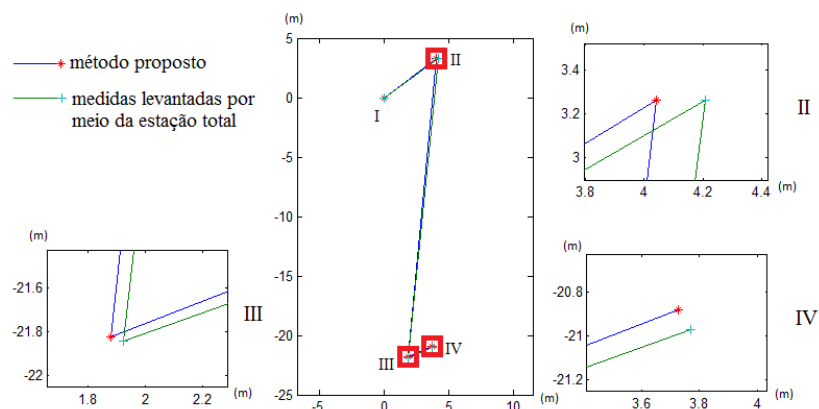 método proposto
medidas levantadas por
meio da estação total
(m)
5
0
-5
-10
-15
-20
-25
-5 0 5 10 (m)
I
II
III
IV
(m)
3.4
3.2
3
3.8 4 4.2 4.4
(m)
II
(m)
-21.6
-21.8
-22
1.8 2 2.2
(m)
III
(m)
-20.8
-21
-21.2
3.6 3.8 4
(m)
IV